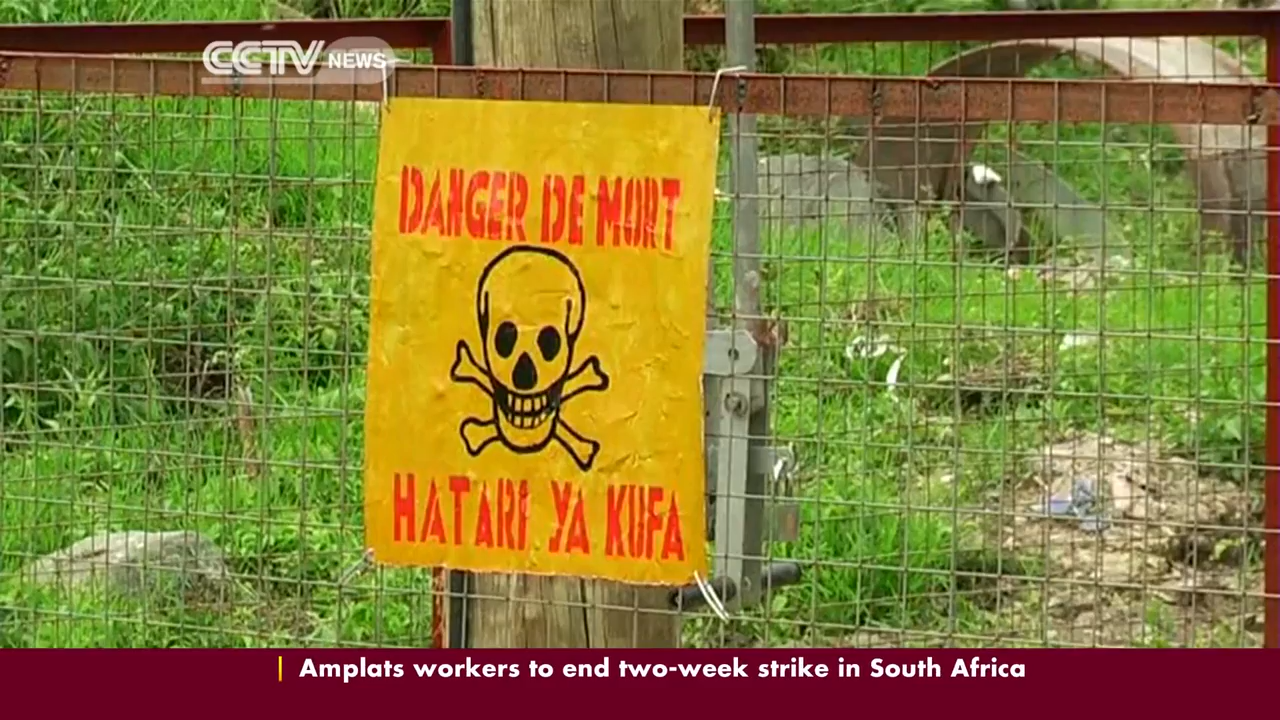 CCTV NEWS
DANGER DE MORT
HATARI YA KUFA
Amplats workers to end two-week strike in South Africa